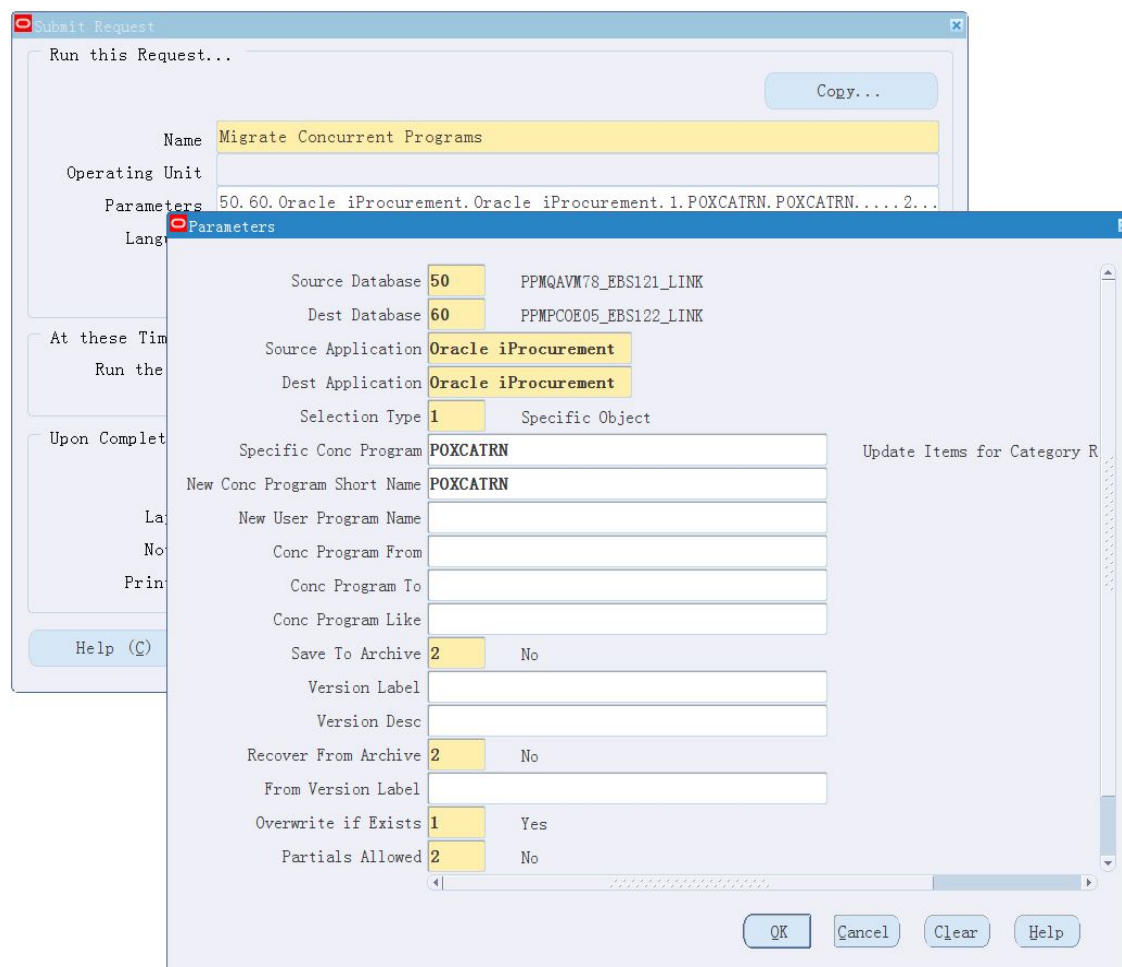 Submit Request
Run this Request...
Copy...
Name Migrate Concurrent Programs
Operating Unit
Parameters 50.60.Oracle iProcurement.Oracle iProcurement.1.POXCATRN.POXCATRN.....2...
Lang
At these Tim
Run the
Upon Complet
La
No
Prin
Help (C)
Parameters
Source Database 50 PPMQAVM78_EBS121_LINK
Dest Database 60 PPMPCOE05_EBS122_LINK
Source Application Oracle iProcurement
Dest Application Oracle iProcurement
Selection Type 1 Specific Object
Specific Conc Program POXCATRN Update Items for Category R
New Conc Program Short Name POXCATRN
New User Program Name
Conc Program From
Conc Program To
Conc Program Like
Save To Archive 2 No
Version Label
Version Desc
Recover From Archive 2 No
From Version Label
Overwrite if Exists 1 Yes
Partials Allowed 2 No
OK Cancel Clear Help